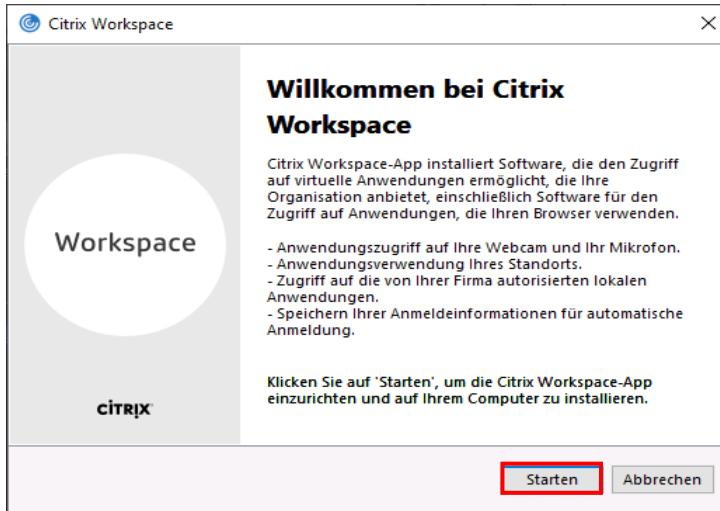 Citrix Workspace
Willkommen bei Citrix
Workspace
Citrix Workspace-App installiert Software, die den Zugriff
auf virtuelle Anwendungen ermöglicht, die Ihre
Organisation anbietet, einschließlich Software für den
Zugriff auf Anwendungen, die Ihren Browser verwenden.
- Anwendungszugriff auf Ihre Webcam und Ihr Mikrofon.
- Anwendungsverwendung Ihres Standorts.
- Zugriff auf die von Ihrer Firma autorisierten lokalen
Anwendungen.
- Speichern Ihrer Anmeldeinformationen für automatische
Anmeldung.
Klicken Sie auf 'Starten', um die Citrix Workspace-App
einzurichten und auf Ihrem Computer zu installieren.
Workspace
citrix
Starten
Abbrechen